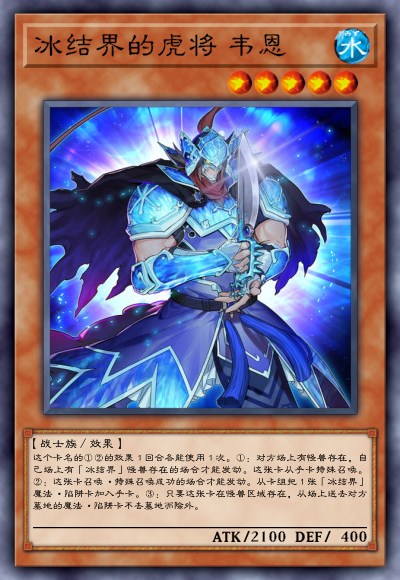 冰结界的虎将 韦恩
水
【战士族／效果】
这个卡名的①②的效果1回合各能使用1次。①：对方场上有怪兽存在，自
己场上有「冰结界」怪兽存在的场合才能发动。这张卡从手卡特殊召唤。
②：这张卡召唤·特殊召唤成功的场合才能发动。从卡组把1张「冰结界」
魔法·陷阱卡加入手卡。③：只要这张卡在怪兽区域存在，从场上送去对方
墓地的魔法·陷阱卡不去墓地而除外。
ATK/2100 DEF/ 400